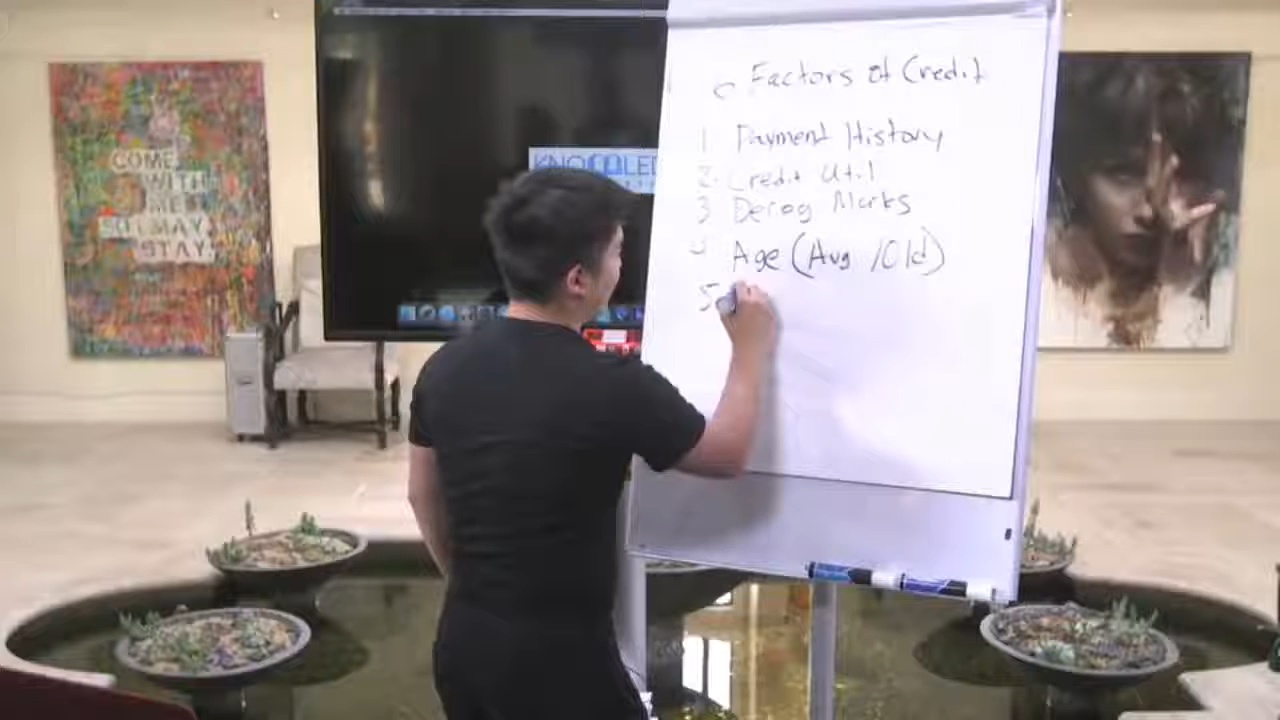 COME
WITH
ME
SO I MAY
STAY.
KNOWLED
Factors of Credit
1 Payment History
2. Credit Util
3 Derog Marks
Age (Avg /Old)
5